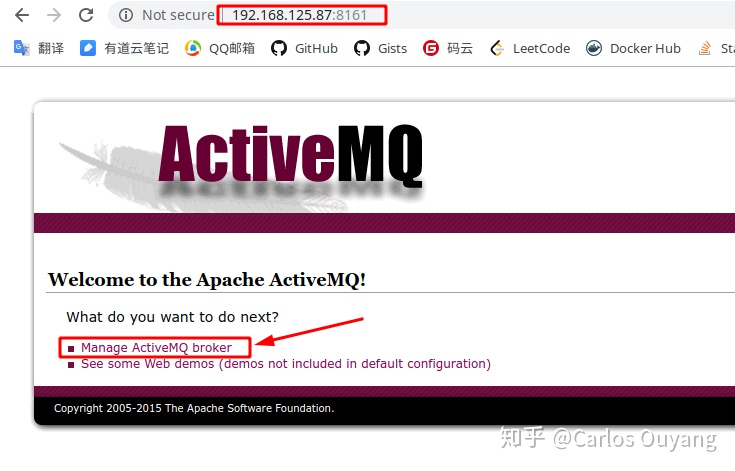 Not secure 192.168.125.87:8161
翻译 有道云笔记 QQ邮箱 GitHub Gists 码云 LeetCode Docker Hub Sta
ActiveMQ
Welcome to the Apache ActiveMQ!
What do you want to do next?
Manage ActiveMQ broker
See some Web demos (demos not included in default configuration)
Copyright 2005-2015 The Apache Software Foundation.
知乎 @Carlos Ouyang